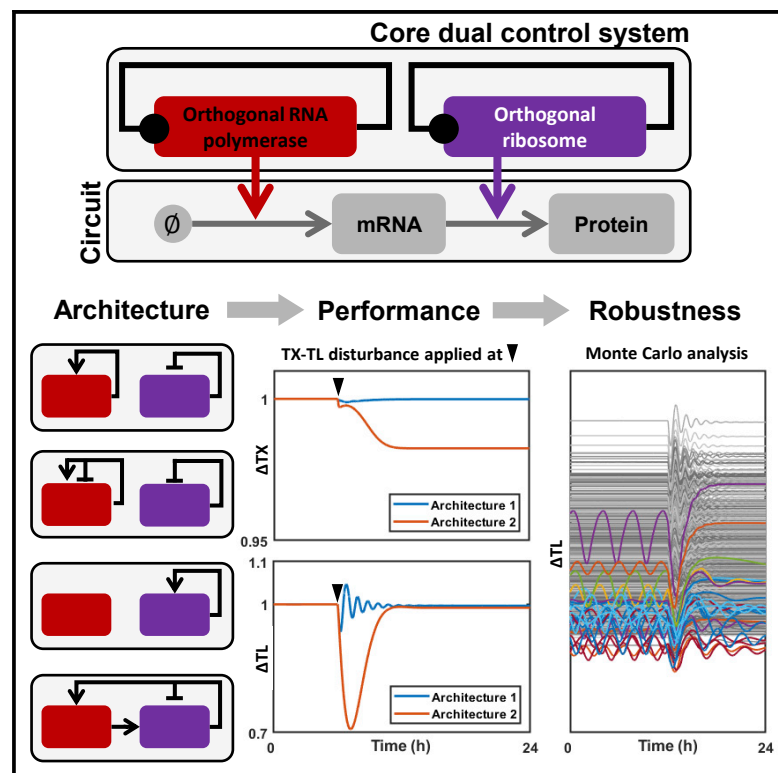 Core dual control system
Orthogonal RNA
polymerase
Orthogonal
ribosome
Circuit
Ø
mRNA
Protein
Architecture
Performance
Robustness
TX-TL disturbance applied at
Monte Carlo analysis
1
ΔTX
Architecture 1
Architecture 2
0.95
1.1
1
ΔTL
Architecture 1
Architecture 2
0.7
0
Time (h)
24
ΔTL
0
Time (h)
24